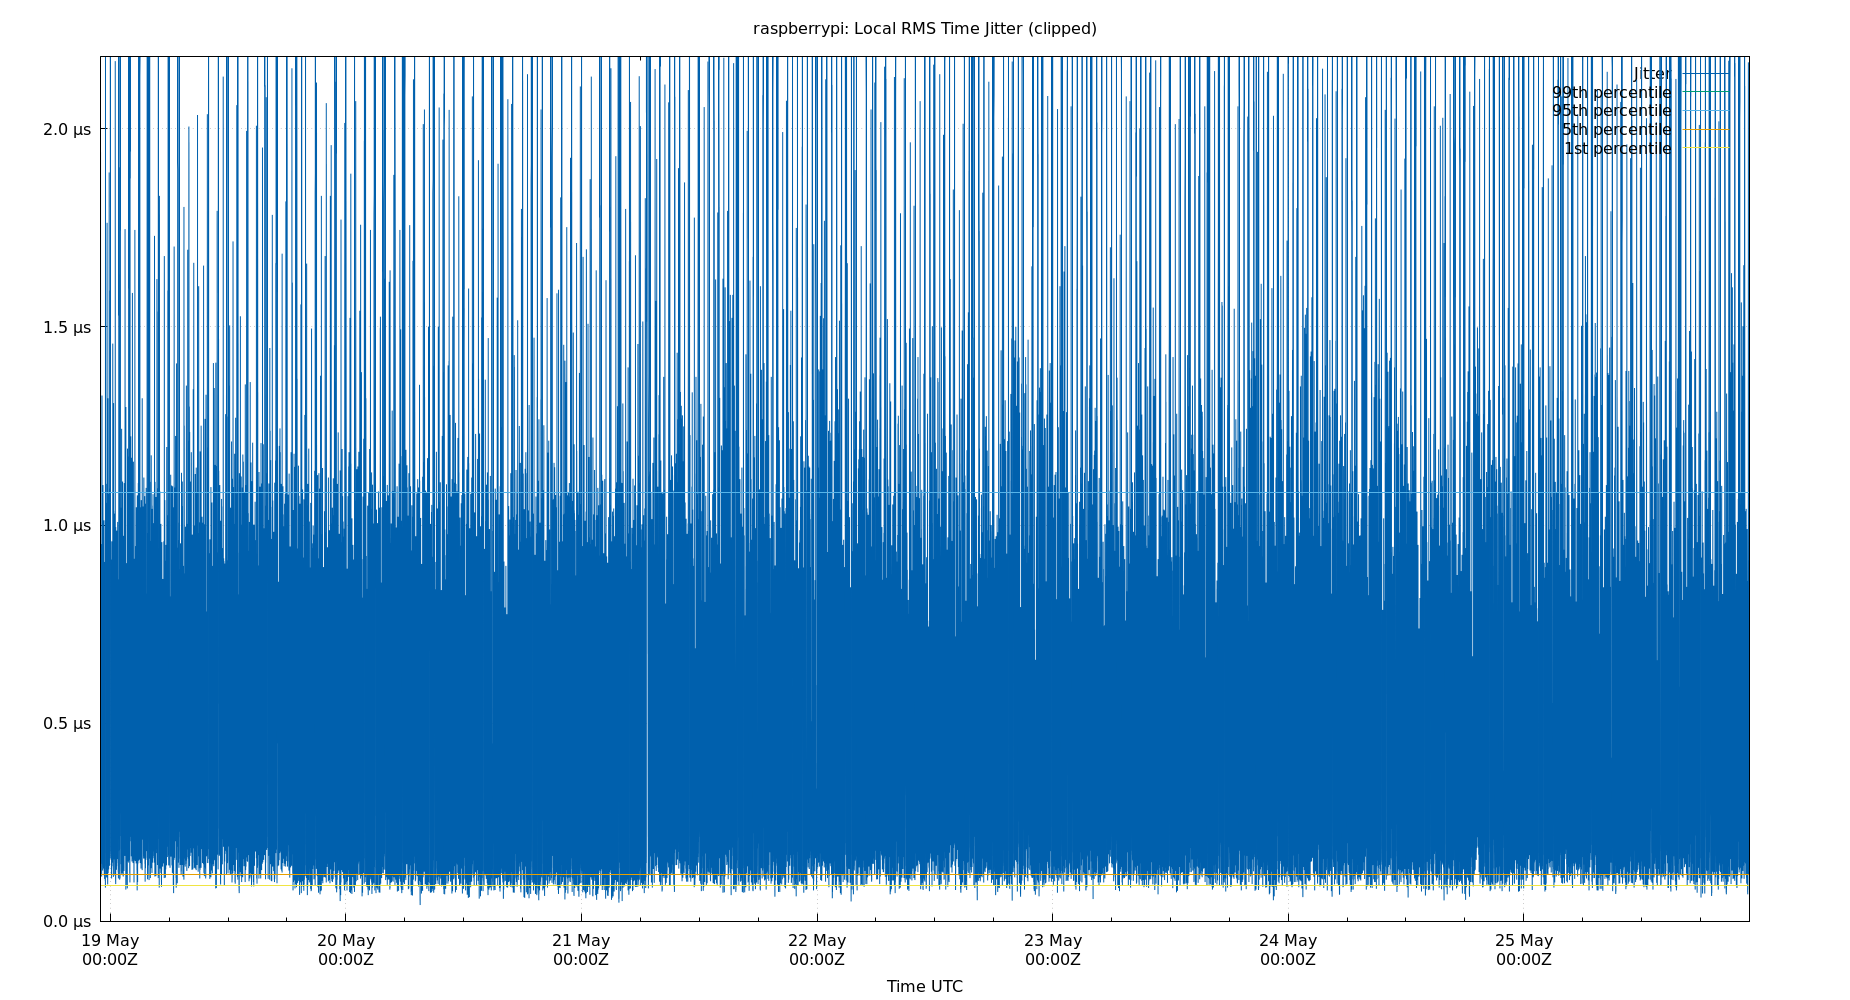 raspberrypi: Local RMS Time Jitter (clipped)
Jitter
99th percentile
95th percentile
5th percentile
1st percentile
2.0 µs
1.5 µs
1.0 µs
0.5 µs
0.0 µs
19 May 20 May 21 May 22 May 23 May 24 May 25 May
00:00Z 00:00Z 00:00Z 00:00Z 00:00Z 00:00Z 00:00Z
Time UTC